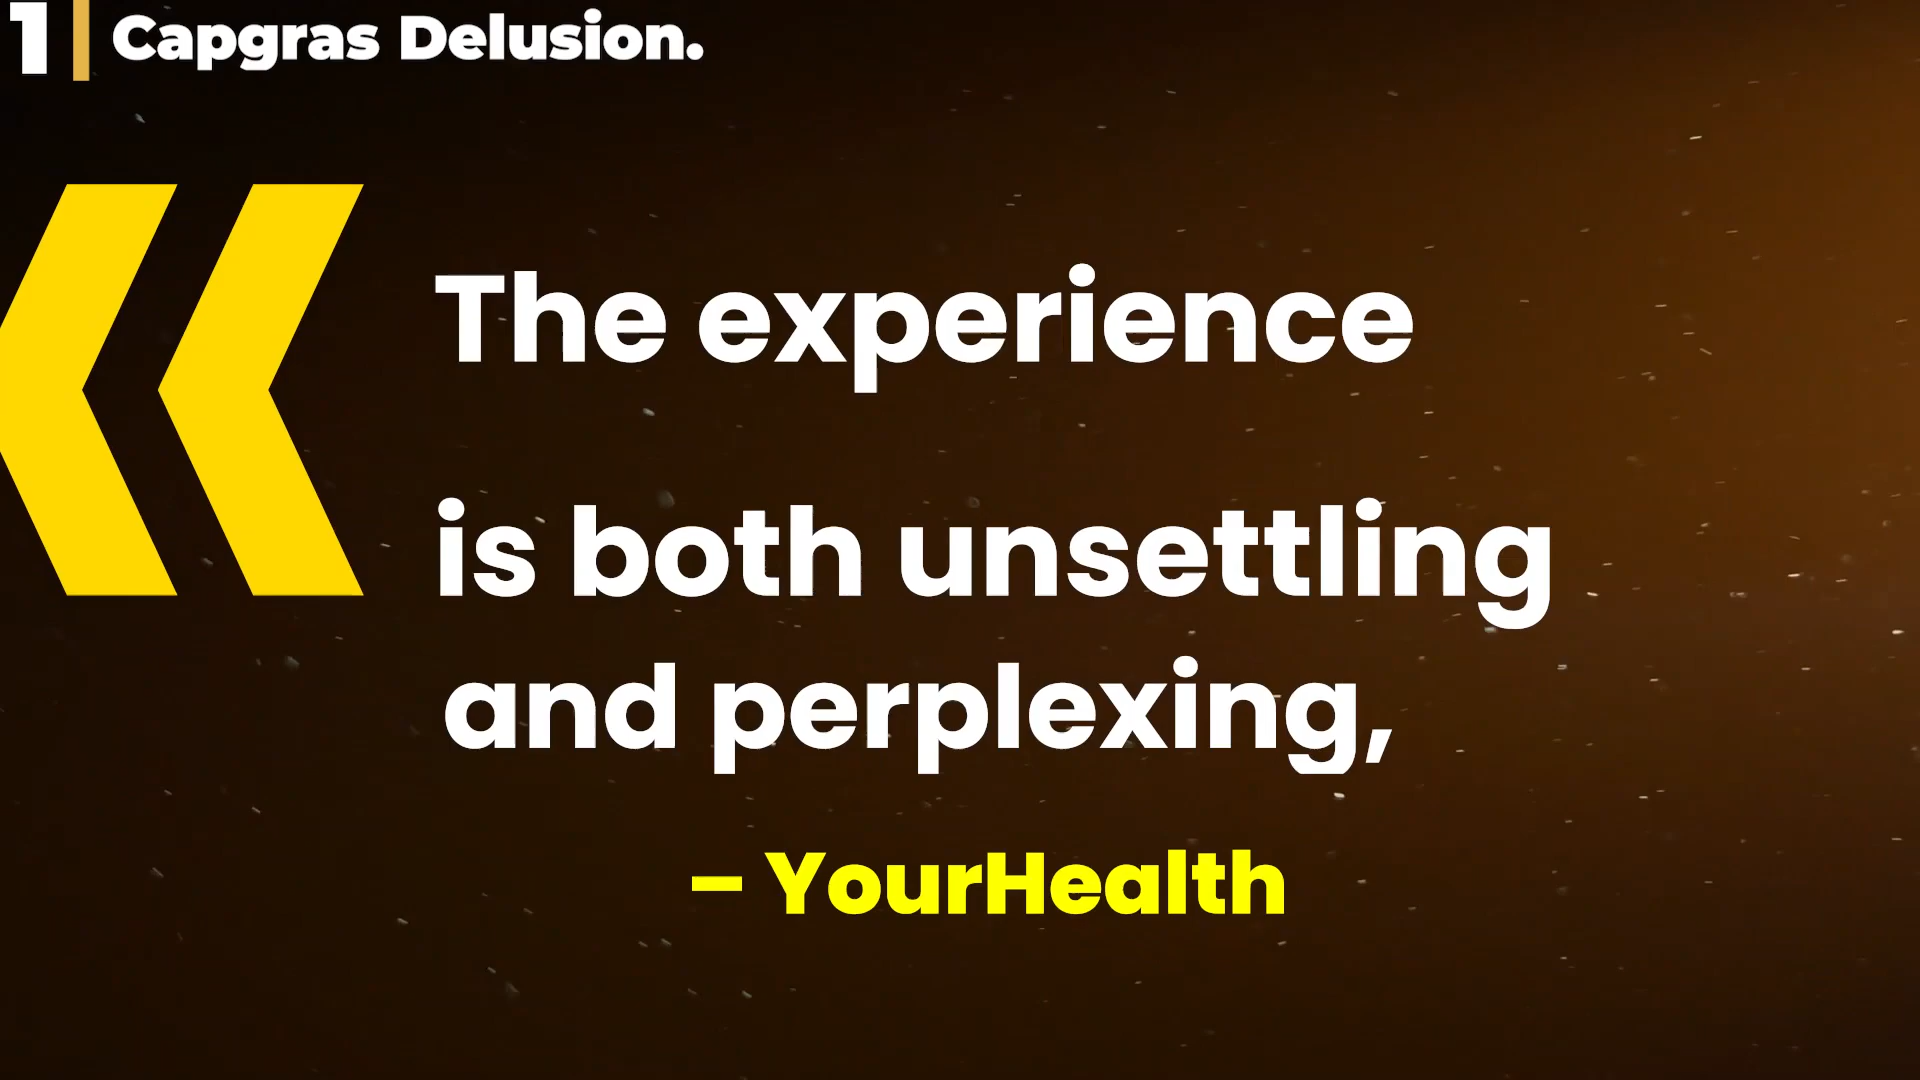 1 | Capgras Delusion.
The experience
is both unsettling
and perplexing,
– YourHealth